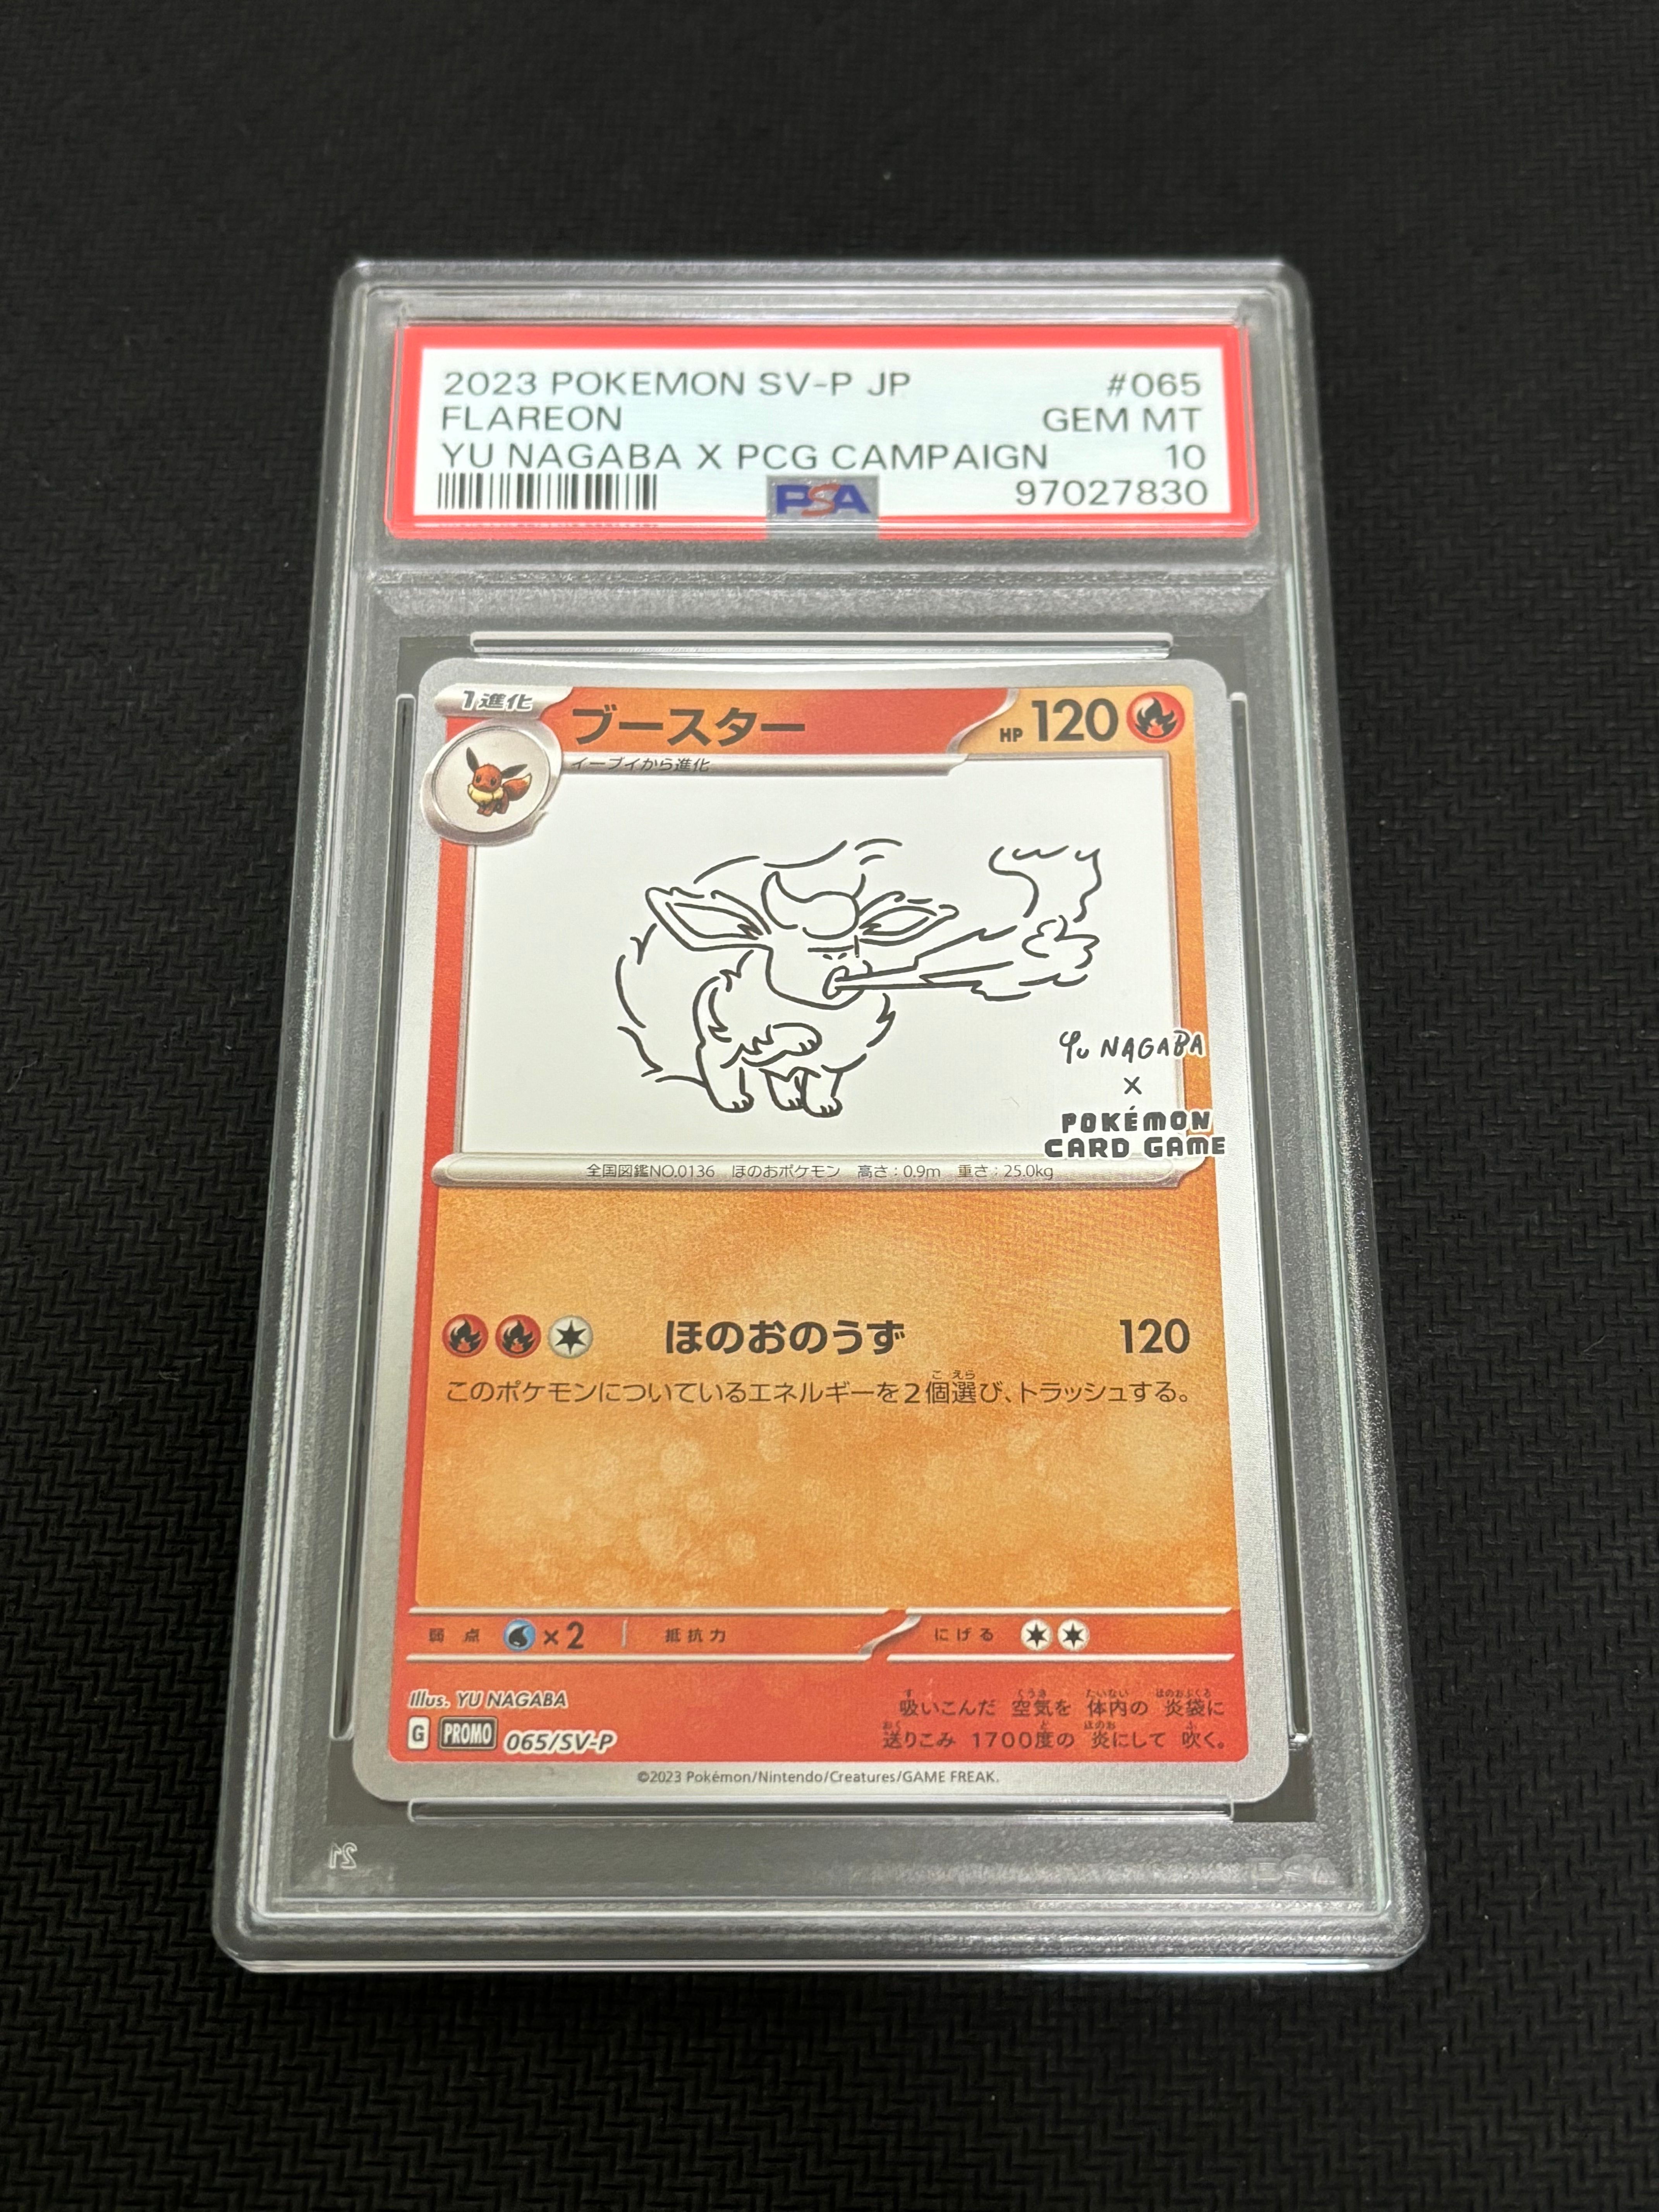 2023 POKEMON SV-P JP #065
FLAREON GEM MT
YU NAGABA X PCG CAMPAIGN 10
PSA 97027830
1進化
ブースター HP 120
イーブイから進化
YU NAGABA
×
POKÉMON
CARD GAME
全国図鑑NO.0136 ほのおポケモン 高さ:0.9m 重さ:25.0kg
ほのおのうず 120
このポケモンについているエネルギーを2個選び、トラッシュする。
弱点 ×2 抵抗力 にげる
Illus. YU NAGABA
吸いこんだ 空気を 体内の 炎袋に
G PROMO 065/SV-P
送りこみ 1700度の 炎にして 吹く。
©2023 Pokémon/Nintendo/Creatures/GAME FREAK.